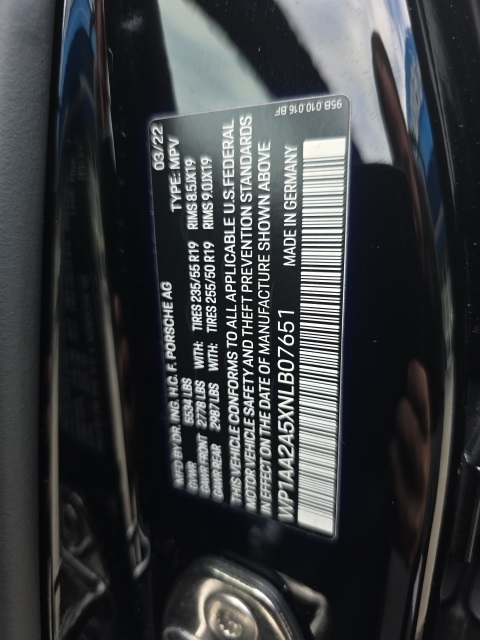 MFD BY DR. ING. H.C. F. PORSCHE AG 03/22
GVWR 5534 LBS TYPE: MPV
GAWR FRONT 2778 LBS WITH: TIRES 235/55 R19 RIMS 8.5JX19
GAWR REAR 2987 LBS WITH: TIRES 255/50 R19 RIMS 9.0JX19
THIS VEHICLE CONFORMS TO ALL APPLICABLE U.S.FEDERAL
MOTOR VEHICLE SAFETY AND THEFT PREVENTION STANDARDS
IN EFFECT ON THE DATE OF MANUFACTURE SHOWN ABOVE
WP1AA2A5XNLB07651 MADE IN GERMANY
95B.010.016.BF